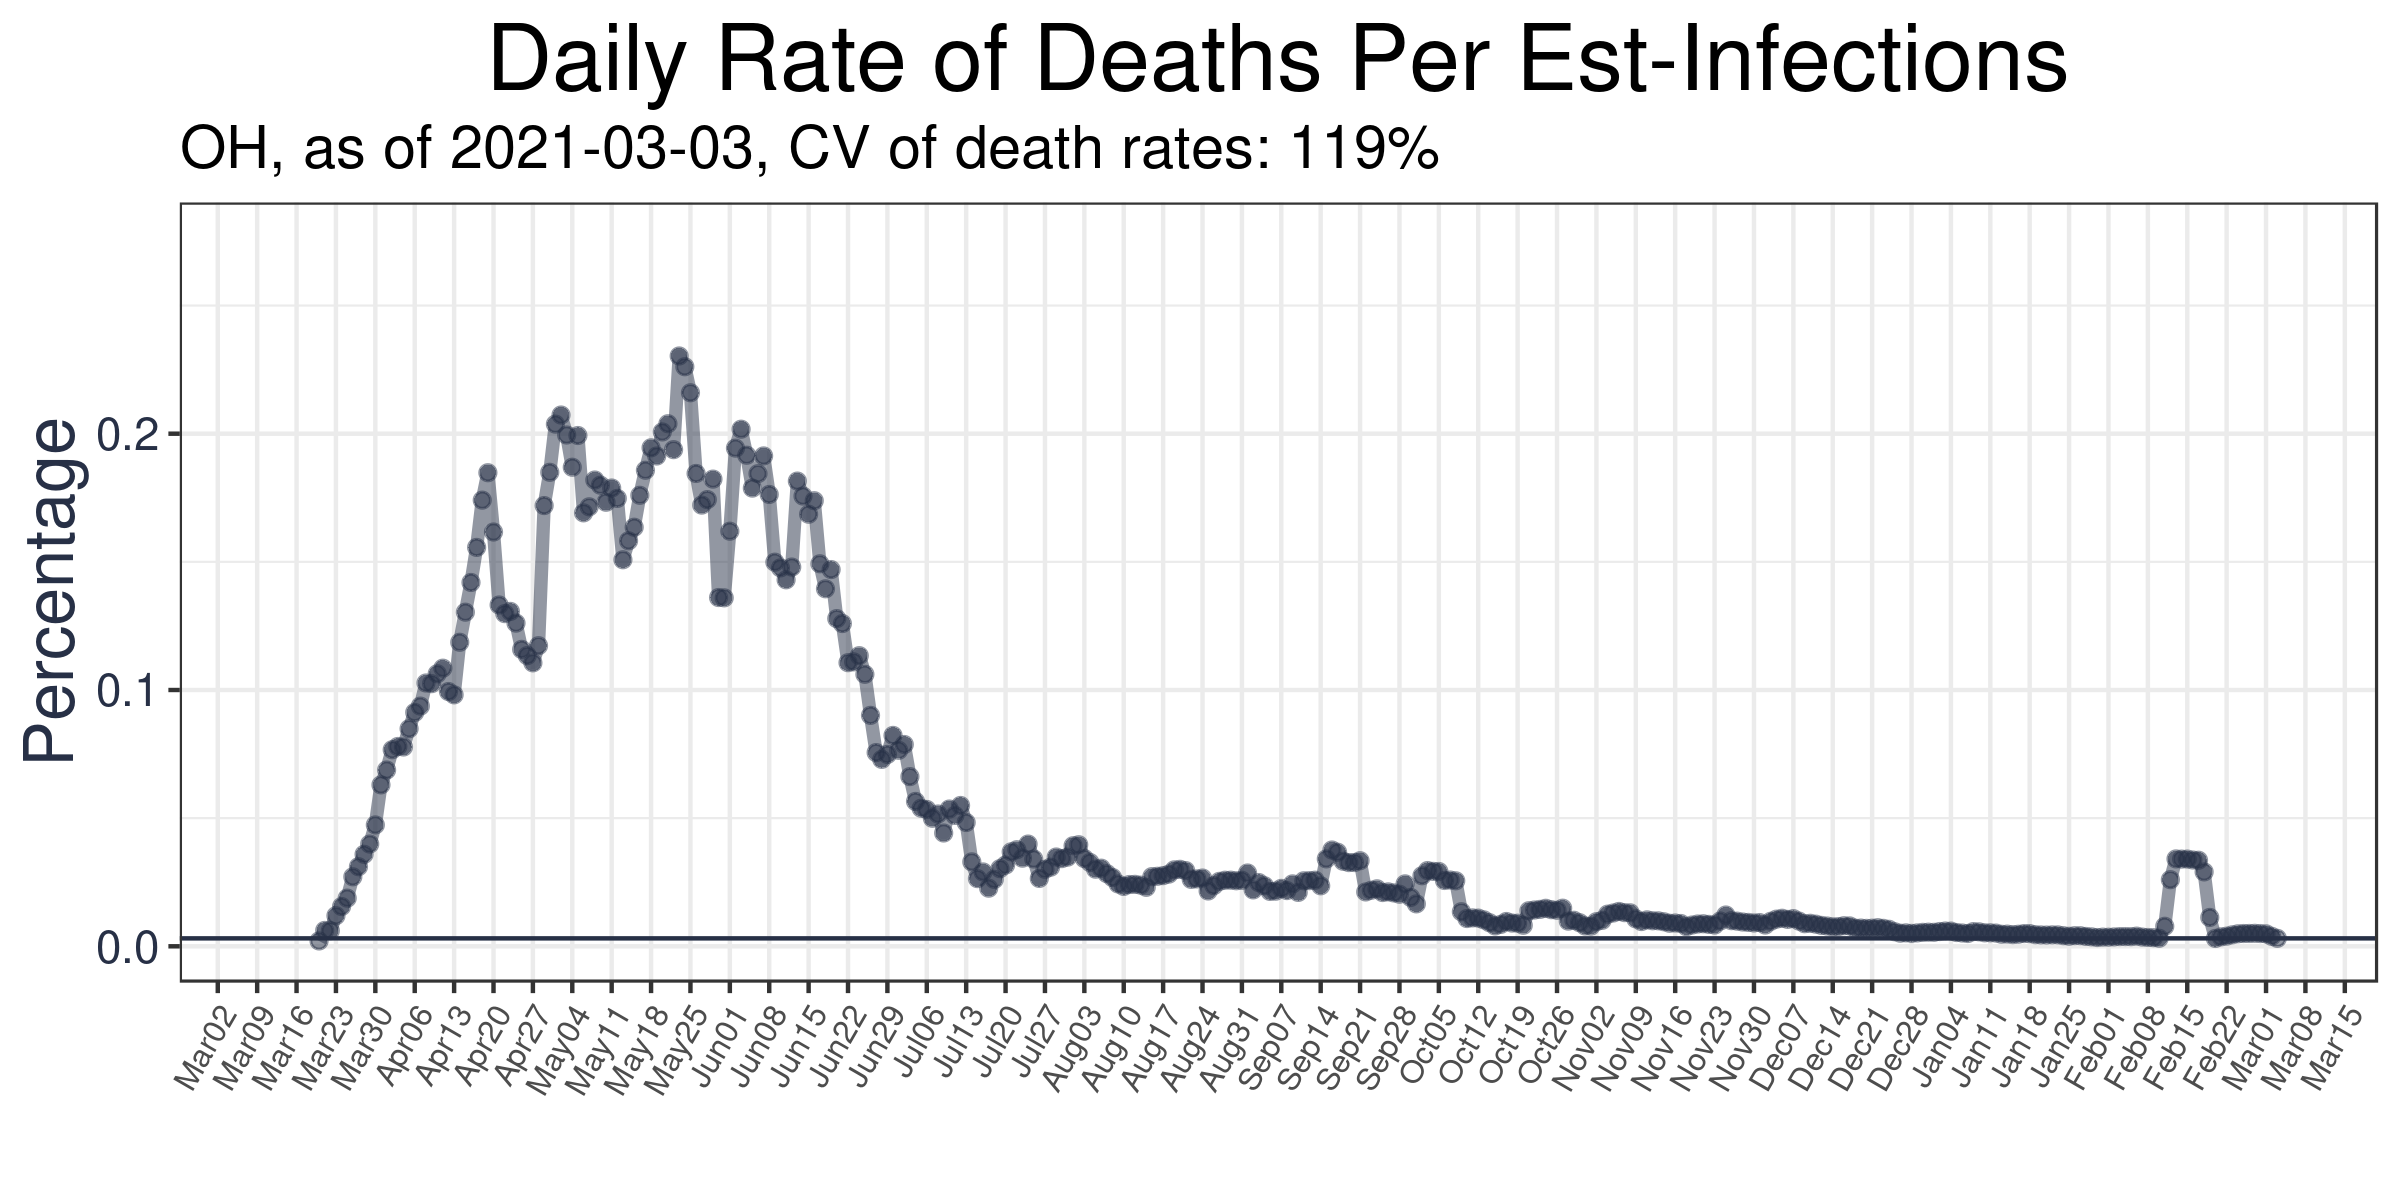 Daily Rate of Deaths Per Est-Infections
OH, as of 2021-03-03, CV of death rates: 119%
Percentage
0.2
0.1
0.0
Mar02
Mar09
Mar16
Mar23
Mar30
Apr06
Apr13
Apr20
Apr27
May04
May11
May18
May25
Jun01
Jun08
Jun15
Jun22
Jun29
Jul06
Jul13
Jul20
Jul27
Aug03
Aug10
Aug17
Aug24
Aug31
Sep07
Sep14
Sep21
Sep28
Oct05
Oct12
Oct19
Oct26
Nov02
Nov09
Nov16
Nov23
Nov30
Dec07
Dec14
Dec21
Dec28
Jan04
Jan11
Jan18
Jan25
Feb01
Feb08
Feb15
Feb22
Mar01
Mar08
Mar15